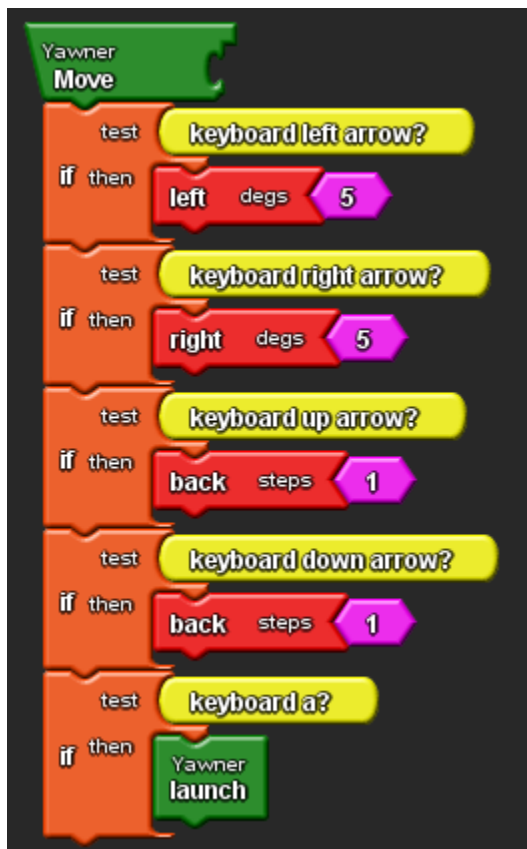 Yawner
Move
test keyboard left arrow?
if then left degs 5
test keyboard right arrow?
if then right degs 5
test keyboard up arrow?
if then back steps 1
test keyboard down arrow?
if then back steps 1
test keyboard a?
if then Yawner
launch